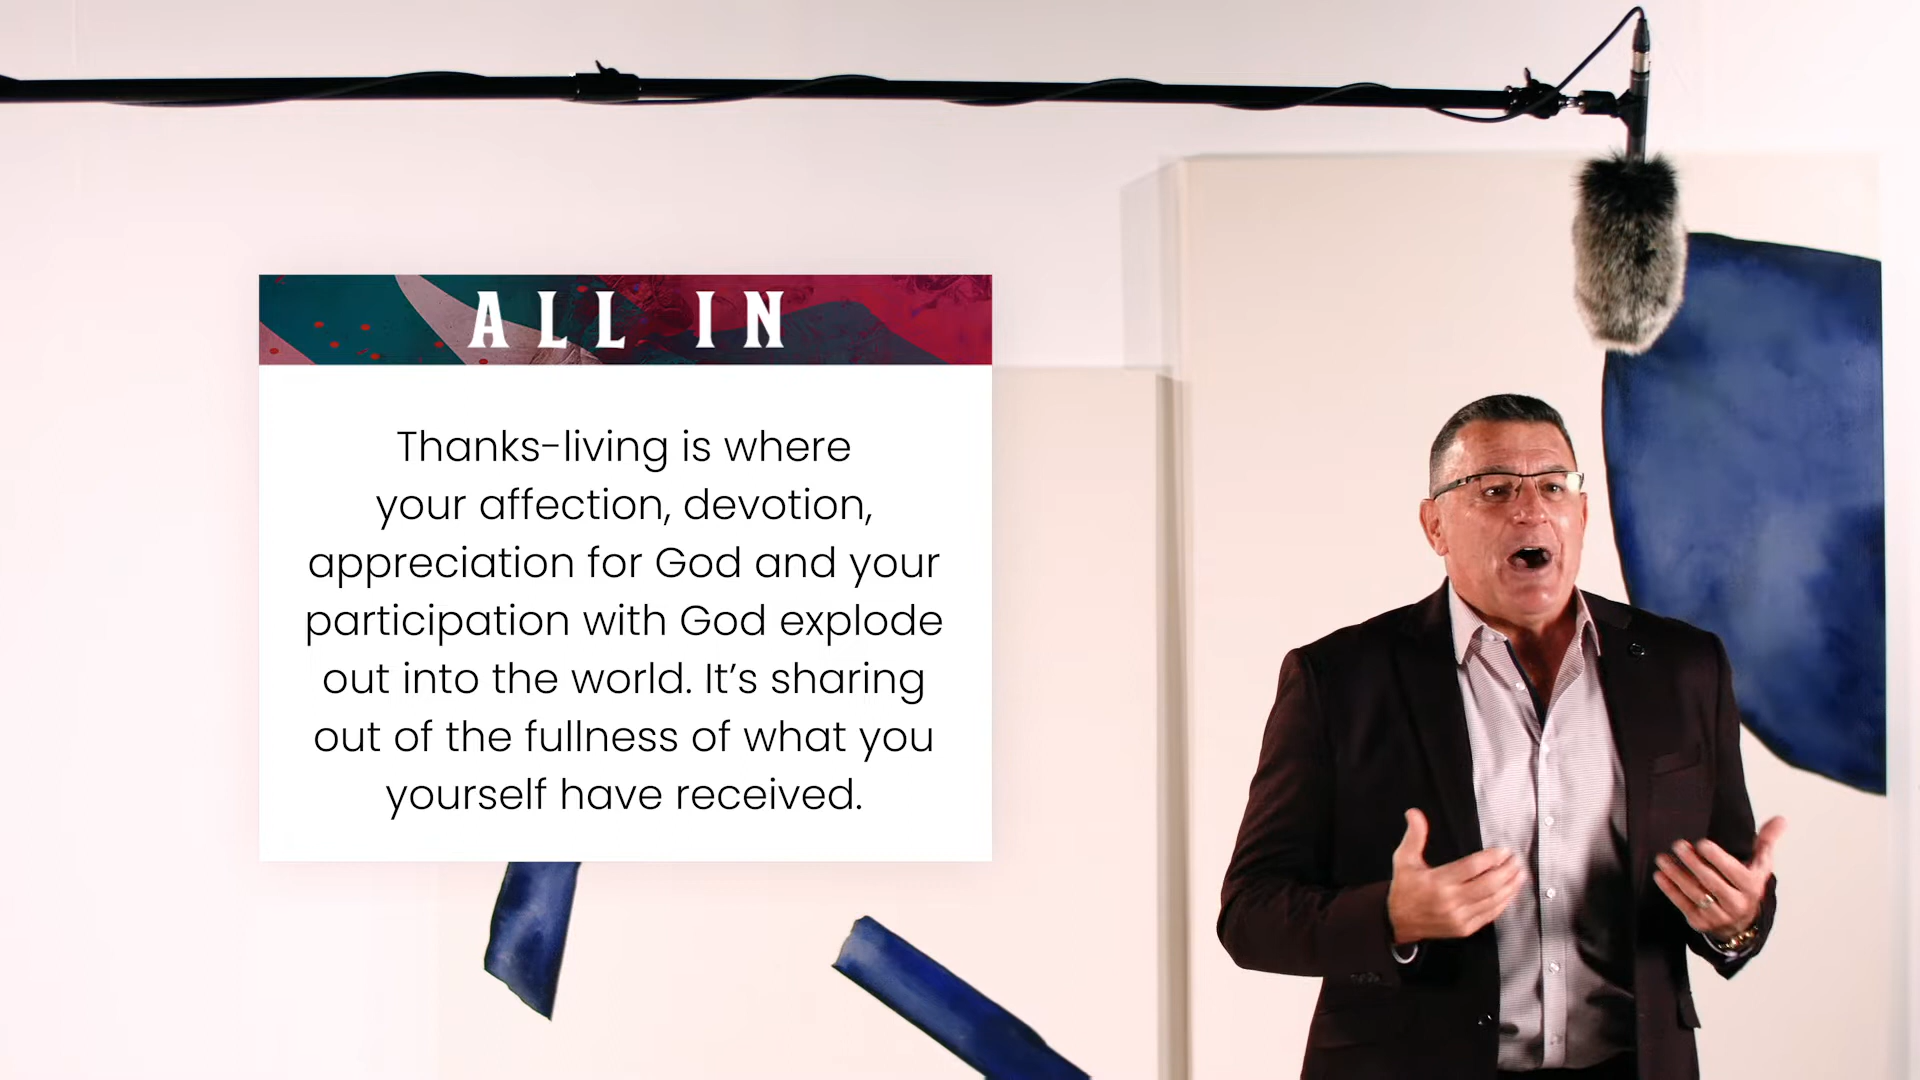 ALL IN
Thanks-living is where
your affection, devotion,
appreciation for God and your
participation with God explode
out into the world. It’s sharing
out of the fullness of what you
yourself have received.